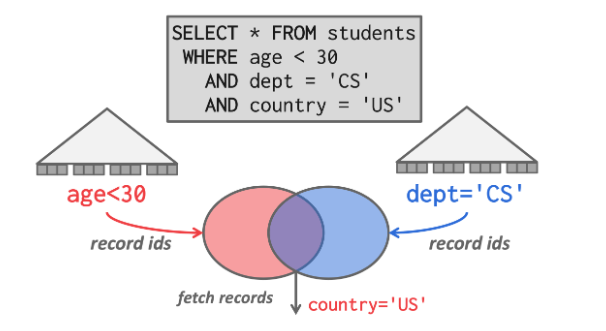 SELECT * FROM students
WHERE age < 30
AND dept = 'CS'
AND country = 'US'
age<30
dept='CS'
record ids
record ids
fetch records
country='US'